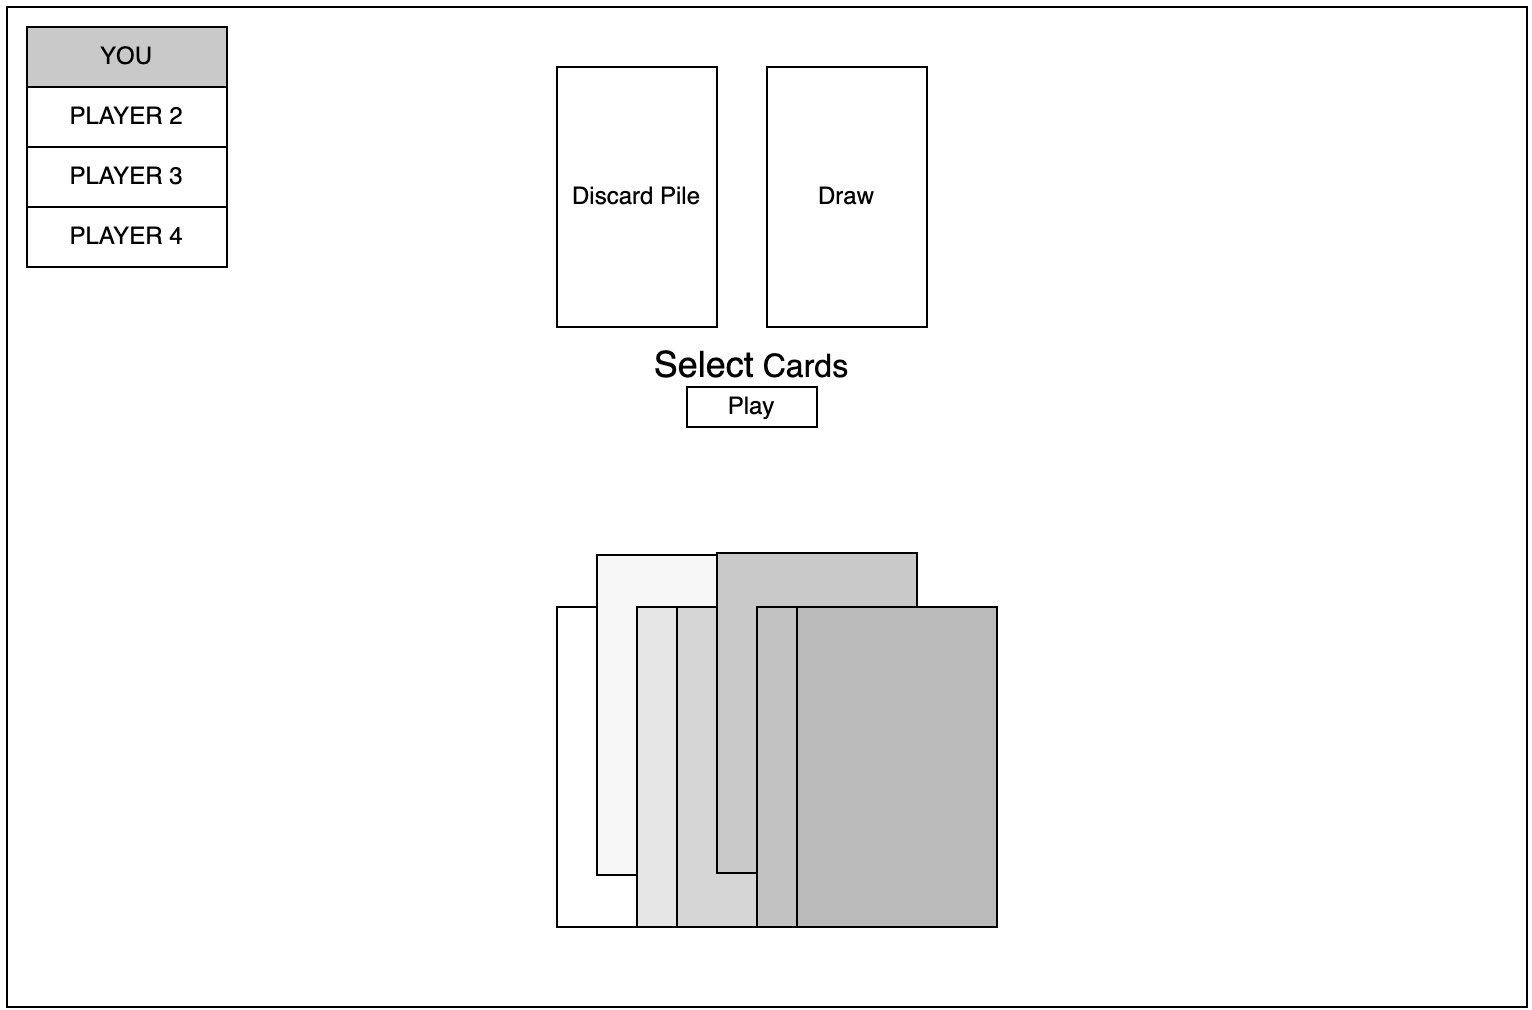 YOU
PLAYER 2
PLAYER 3
PLAYER 4
Discard Pile
Draw
Select Cards
Play